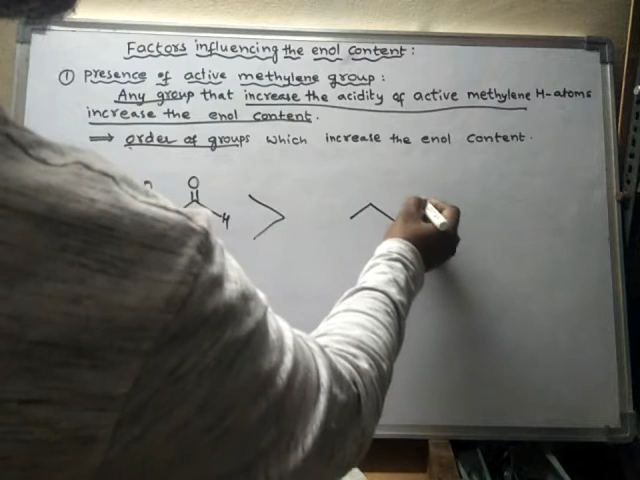 Factors influencing the enol content :
① presence of active methylene group :
Any group that increase the acidity of active methylene H-atoms
increase the enol content.
⟹ order of groups which increase the enol content.
O
H >